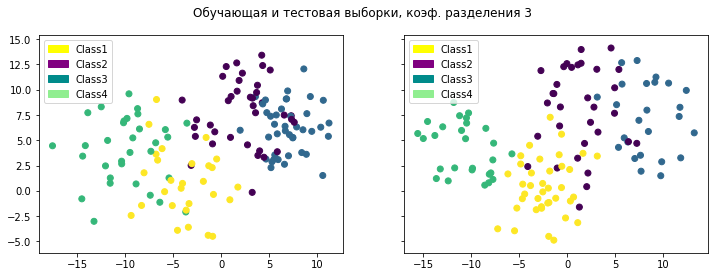 Обучающая и тестовая выборки, коэф. разделения 3
15.0
12.5
10.0
7.5
5.0
2.5
0.0
−2.5
−5.0
Class1
Class2
Class3
Class4
−15 −10 −5 0 5 10
Class1
Class2
Class3
Class4
−15 −10 −5 0 5 10